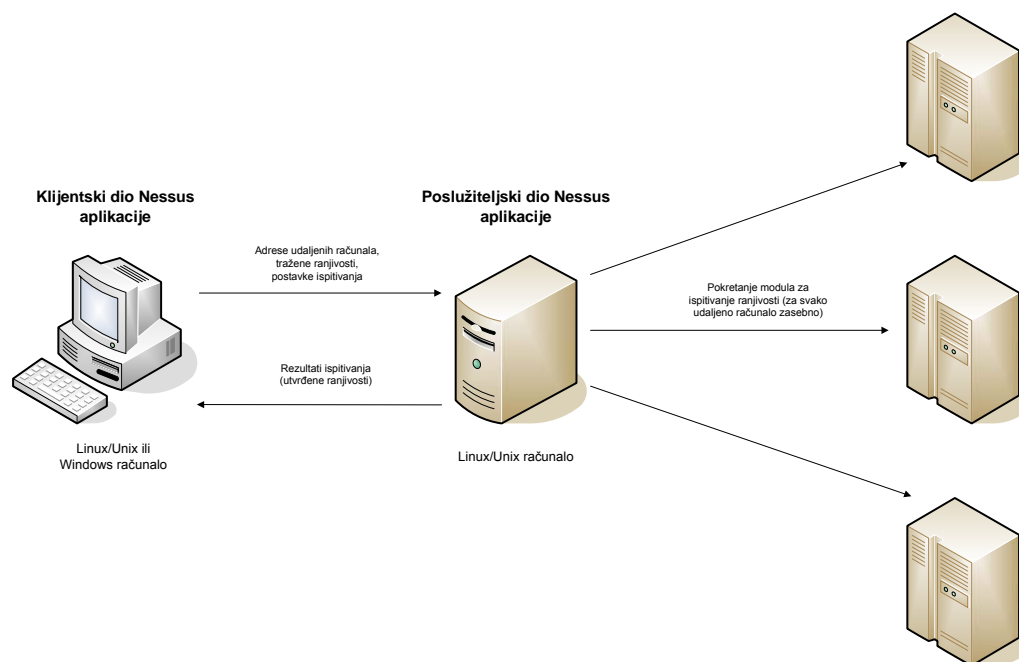 Klijentski dio Nessus
aplikacije
Poslužiteljski dio Nessus
aplikacije
Adrese udaljenih računala,
tražene ranjivosti,
postavke ispitivanja
Pokretanje modula za
ispitivanje ranjivosti (za svako
udaljeno računalo zasebno)
Rezultati ispitivanja
(utvrđene ranjivosti)
Linux/Unix ili
Windows računalo
Linux/Unix računalo